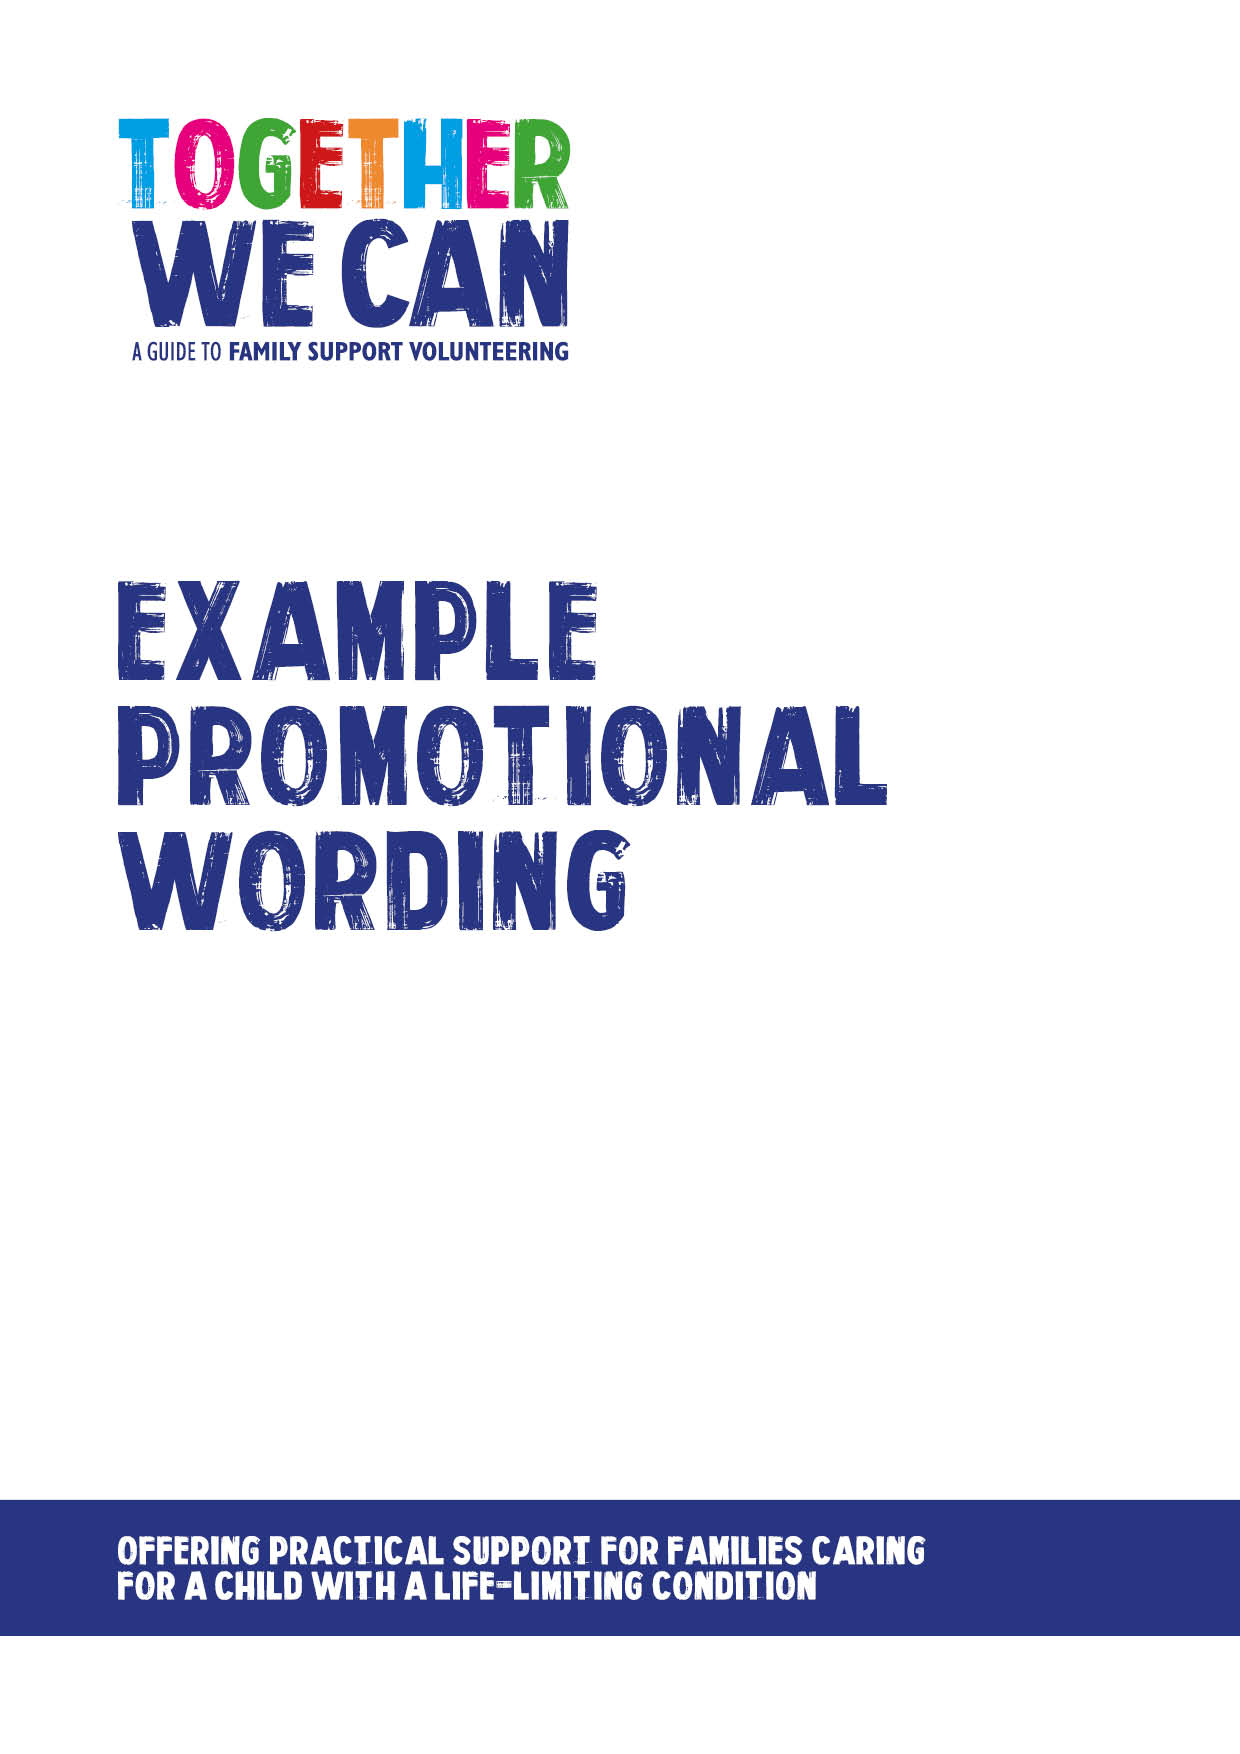 TOGETHER
WE CAN
A GUIDE TO FAMILY SUPPORT VOLUNTEERING
EXAMPLE
PROMOTIONAL
WORDING
OFFERING PRACTICAL SUPPORT FOR FAMILIES CARING
FOR A CHILD WITH A LIFE-LIMITING CONDITION